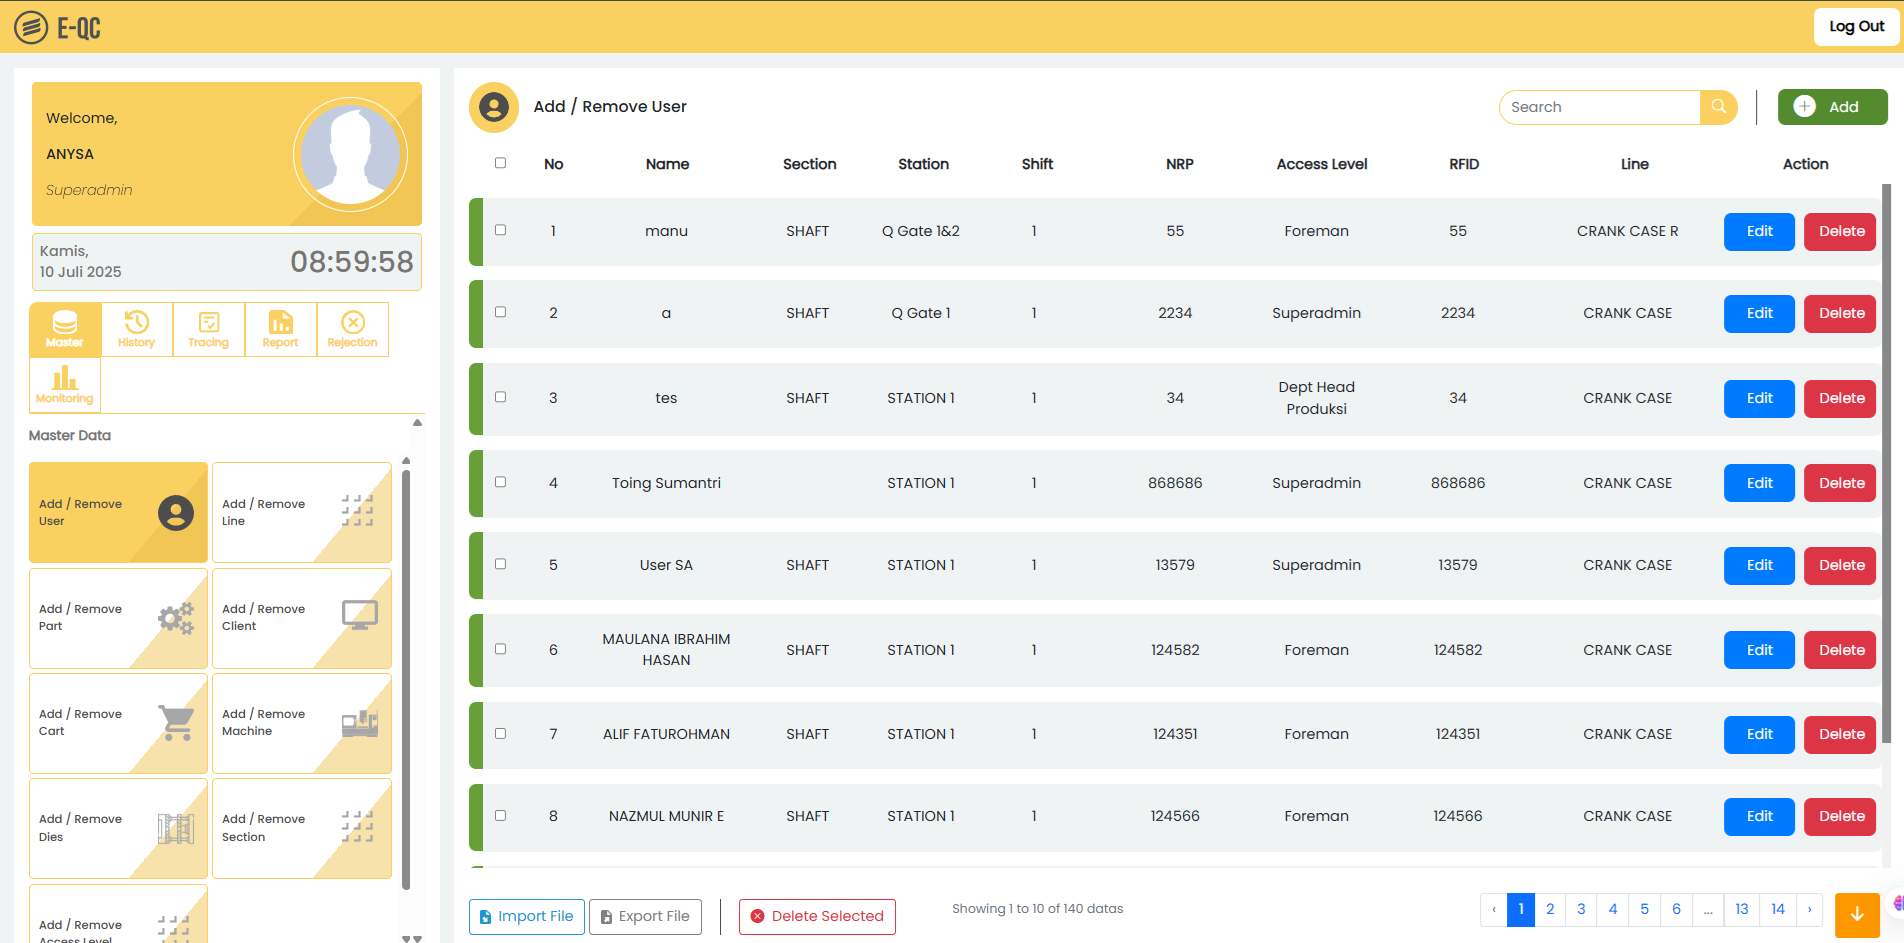 E-QC
Log Out
Welcome,
ANYSA
Superadmin
Kamis,
10 Juli 2025
08:59:58
Master
History
Tracing
Report
Rejection
Monitoring
Master Data
Add / Remove
User
Add / Remove
Line
Add / Remove
Part
Add / Remove
Client
Add / Remove
Cart
Add / Remove
Machine
Add / Remove
Dies
Add / Remove
Section
Add / Remove
Access Level
Add / Remove User
Search
Add
No Name Section Station Shift NRP Access Level RFID Line Action
1 manu SHAFT Q Gate 1&2 1 55 Foreman 55 CRANK CASE R Edit Delete
2 a SHAFT Q Gate 1 1 2234 Superadmin 2234 CRANK CASE Edit Delete
3 tes SHAFT STATION 1 1 34 Dept Head
Produksi 34 CRANK CASE Edit Delete
4 Toing Sumantri STATION 1 1 868686 Superadmin 868686 CRANK CASE Edit Delete
5 User SA SHAFT STATION 1 1 13579 Superadmin 13579 CRANK CASE Edit Delete
6 MAULANA IBRAHIM
HASAN SHAFT STATION 1 1 124582 Foreman 124582 CRANK CASE Edit Delete
7 ALIF FATUROHMAN SHAFT STATION 1 1 124351 Foreman 124351 CRANK CASE Edit Delete
8 NAZMUL MUNIR E SHAFT STATION 1 1 124566 Foreman 124566 CRANK CASE Edit Delete
Import File
Export File
Delete Selected
Showing 1 to 10 of 140 datas
‹ 1 2 3 4 5 6 ... 13 14 ›